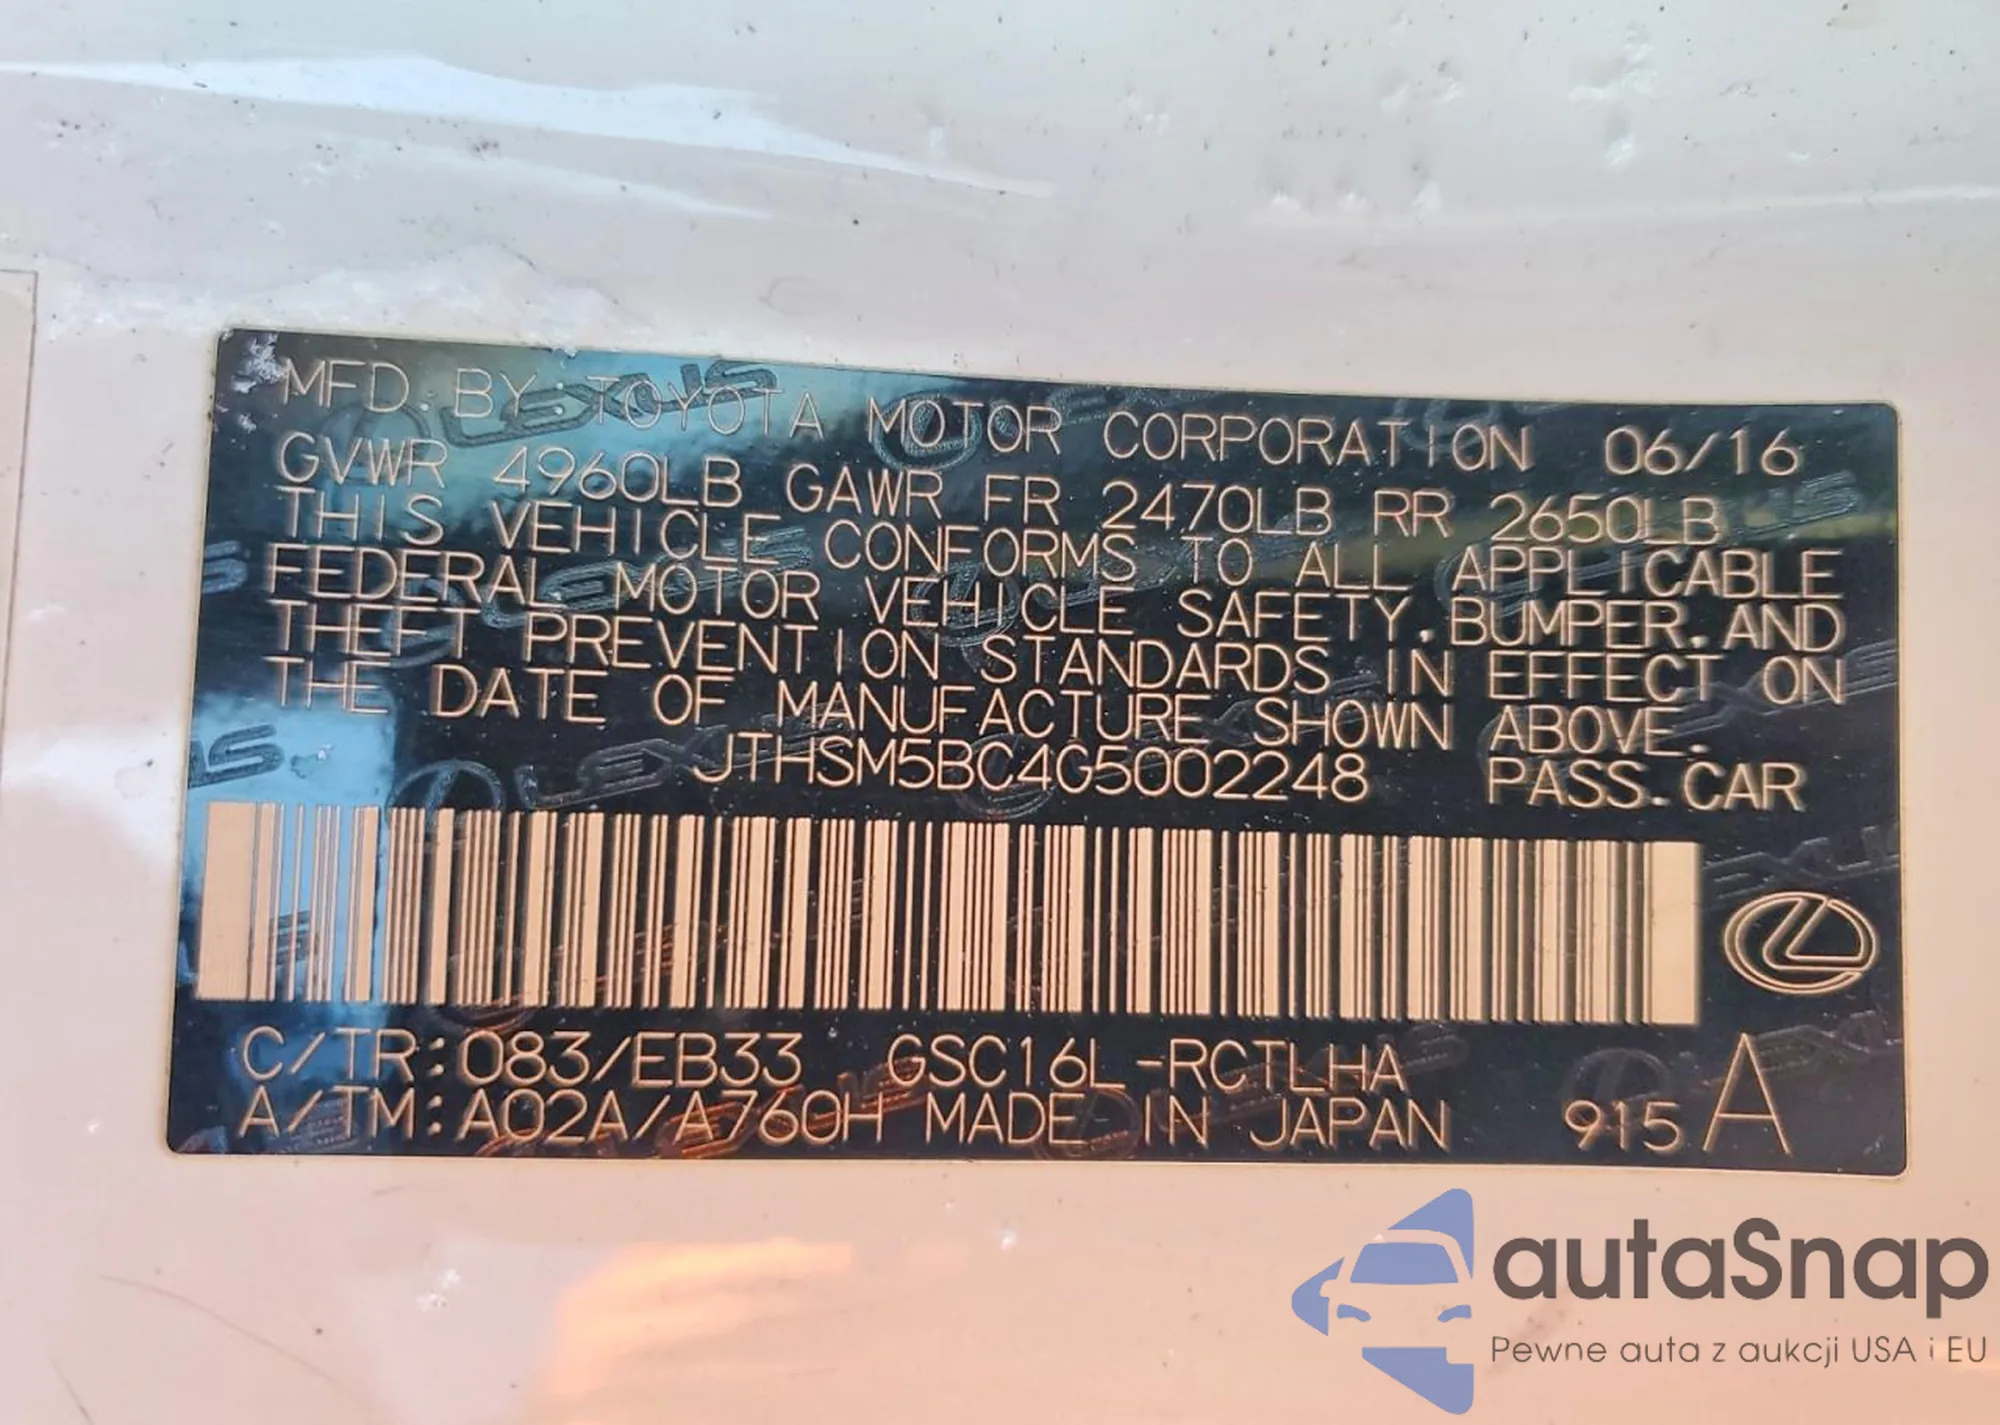 MFD. BY: TOYOTA MOTOR CORPORATION 06/16
GVWR 4960LB GAWR FR 2470LB RR 2650LB
THIS VEHICLE CONFORMS TO ALL APPLICABLE
FEDERAL MOTOR VEHICLE SAFETY, BUMPER, AND
THEFT PREVENTION STANDARDS IN EFFECT ON
THE DATE OF MANUFACTURE SHOWN ABOVE.
JTHSM5BC4G5002248 PASS. CAR
C/TR:083/EB33 GSC16L-RCTLHA
A/TM:A02A/A760H MADE IN JAPAN 915 A
autaSnap
Pewne auta z aukcji USA i EU